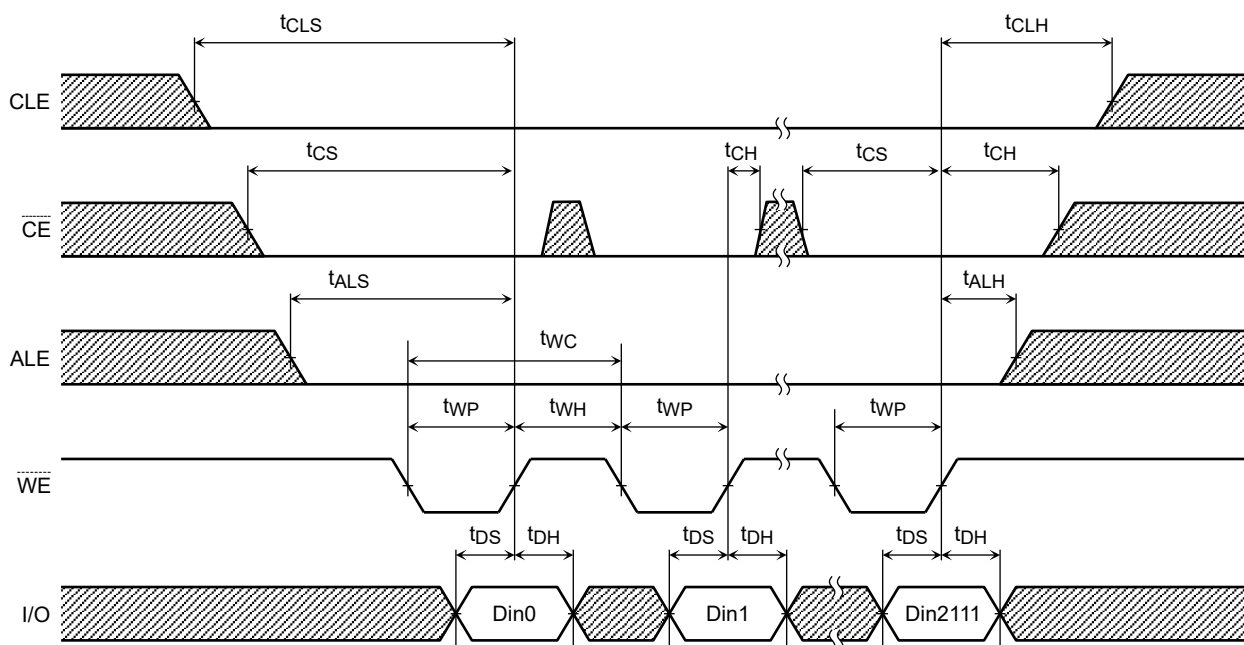 tCLS tCLH
CLE
tCS tCH tCS tCH
CE
tALS tALH
ALE
tWC
tWP tWH tWP tWP
WE
tDS tDH tDS tDH tDS tDH
I/O Din0 Din1 Din2111